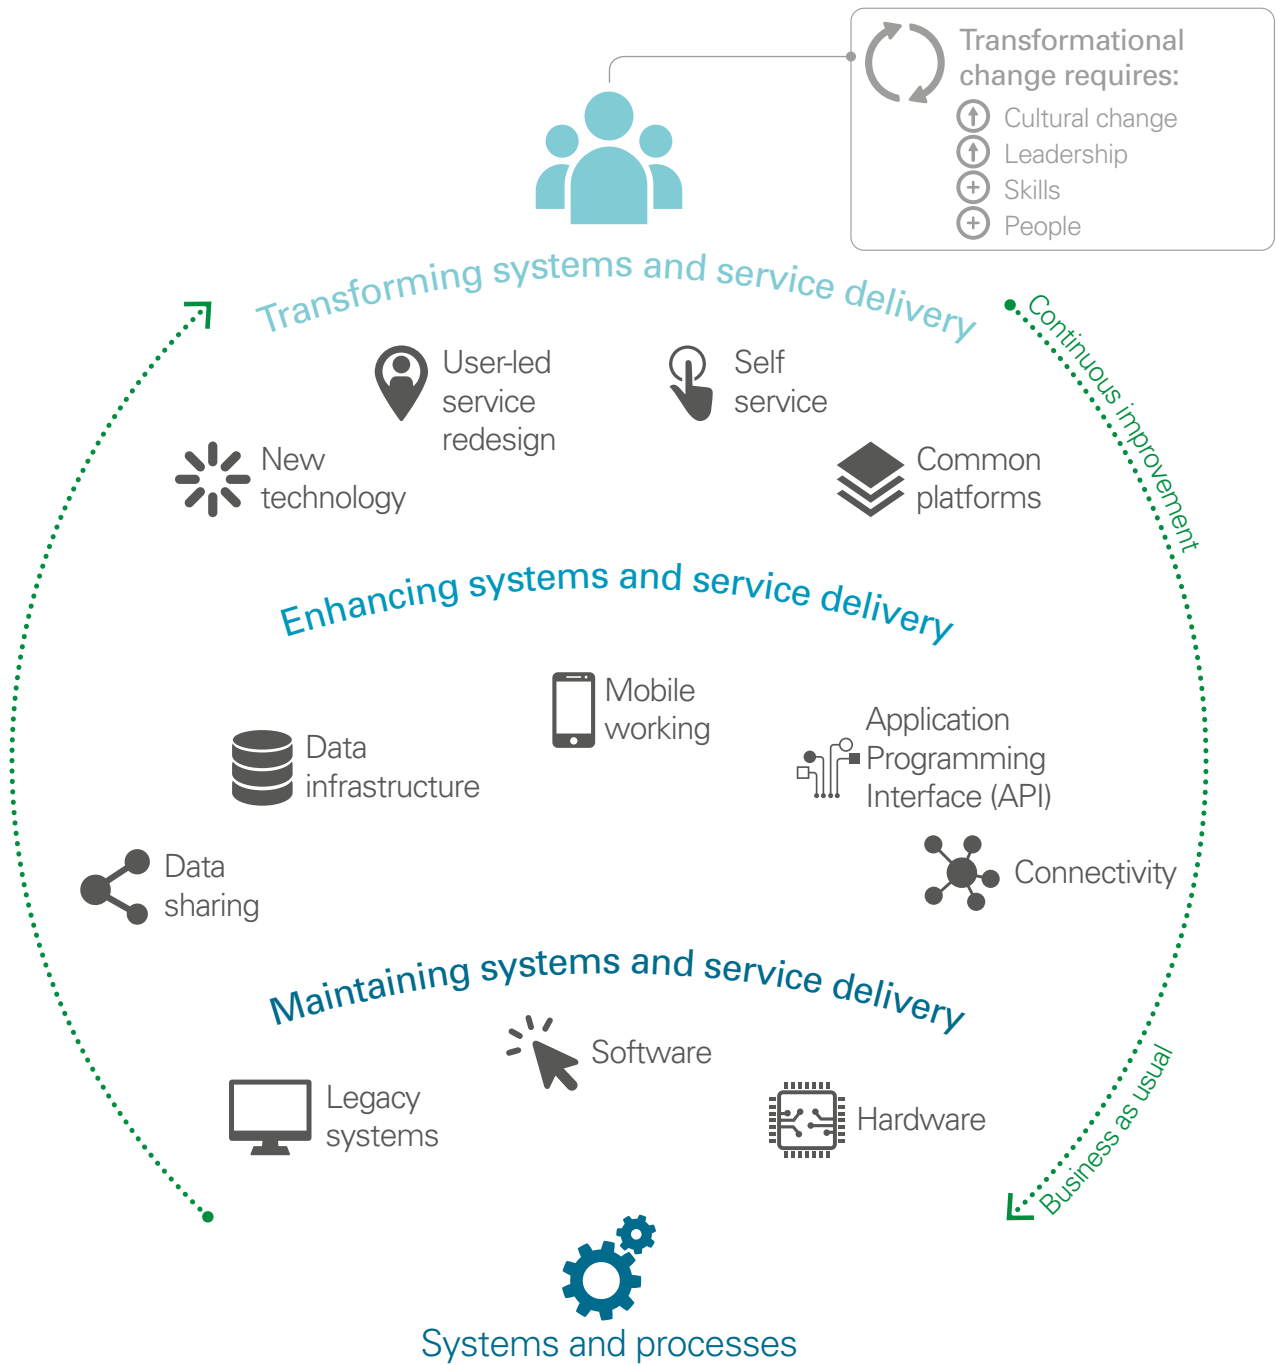 Transformational
change requires:
Cultural change
Leadership
Skills
People
Transforming systems and service delivery
Continuous improvement
User-led
service
redesign
Self
service
New
technology
Common
platforms
Enhancing systems and service delivery
Mobile
working
Data
infrastructure
Application
Programming
Interface (API)
Data
sharing
Connectivity
Maintaining systems and service delivery
Software
Legacy
systems
Hardware
Business as usual
Systems and processes